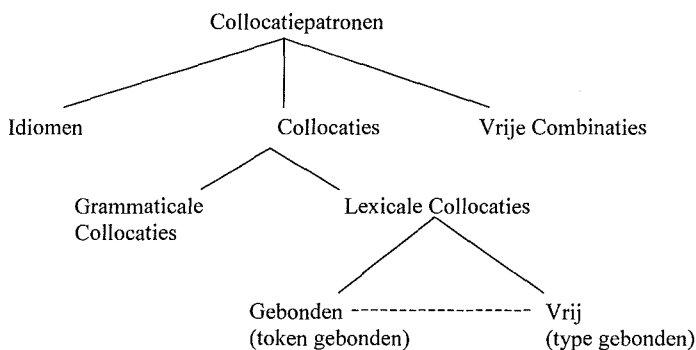 Collocatiepatronen
Idiomen Collocaties Vrije Combinaties
Grammaticale Lexicale Collocaties
Collocaties
Gebonden Vrij
(token gebonden) (type gebonden)